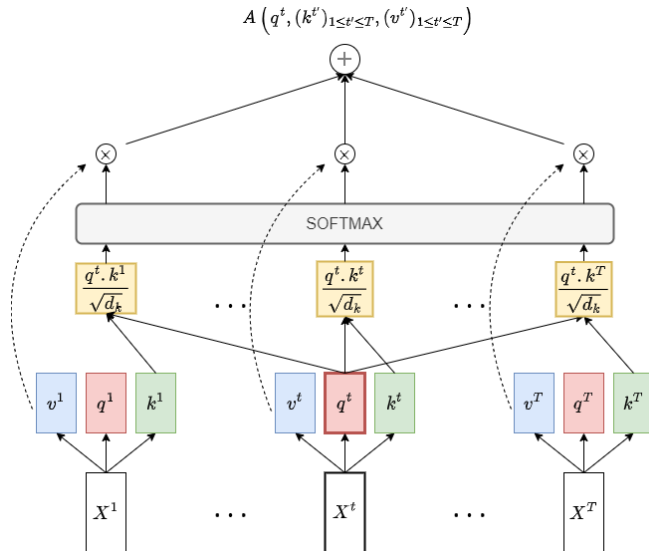 A (q^t, (k^{t'})_{1≤t'≤T}, (v^{t'})_{1≤t'≤T})
+
× × ×
SOFTMAX
q^t . k^1 / √d_k ... q^t . k^t / √d_k ... q^t . k^T / √d_k
v^1 q^1 k^1 v^t q^t k^t v^T q^T k^T
X^1 ... X^t ... X^T